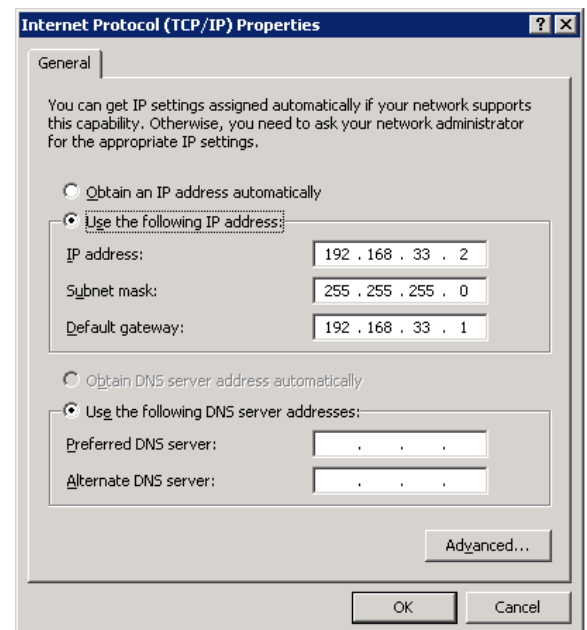 Internet Protocol (TCP/IP) Properties
General
You can get IP settings assigned automatically if your network supports
this capability. Otherwise, you need to ask your network administrator
for the appropriate IP settings.
Obtain an IP address automatically
Use the following IP address:
IP address: 192 . 168 . 33 . 2
Subnet mask: 255 . 255 . 255 . 0
Default gateway: 192 . 168 . 33 . 1
Obtain DNS server address automatically
Use the following DNS server addresses:
Preferred DNS server: . . .
Alternate DNS server: . . .
Advanced...
OK Cancel